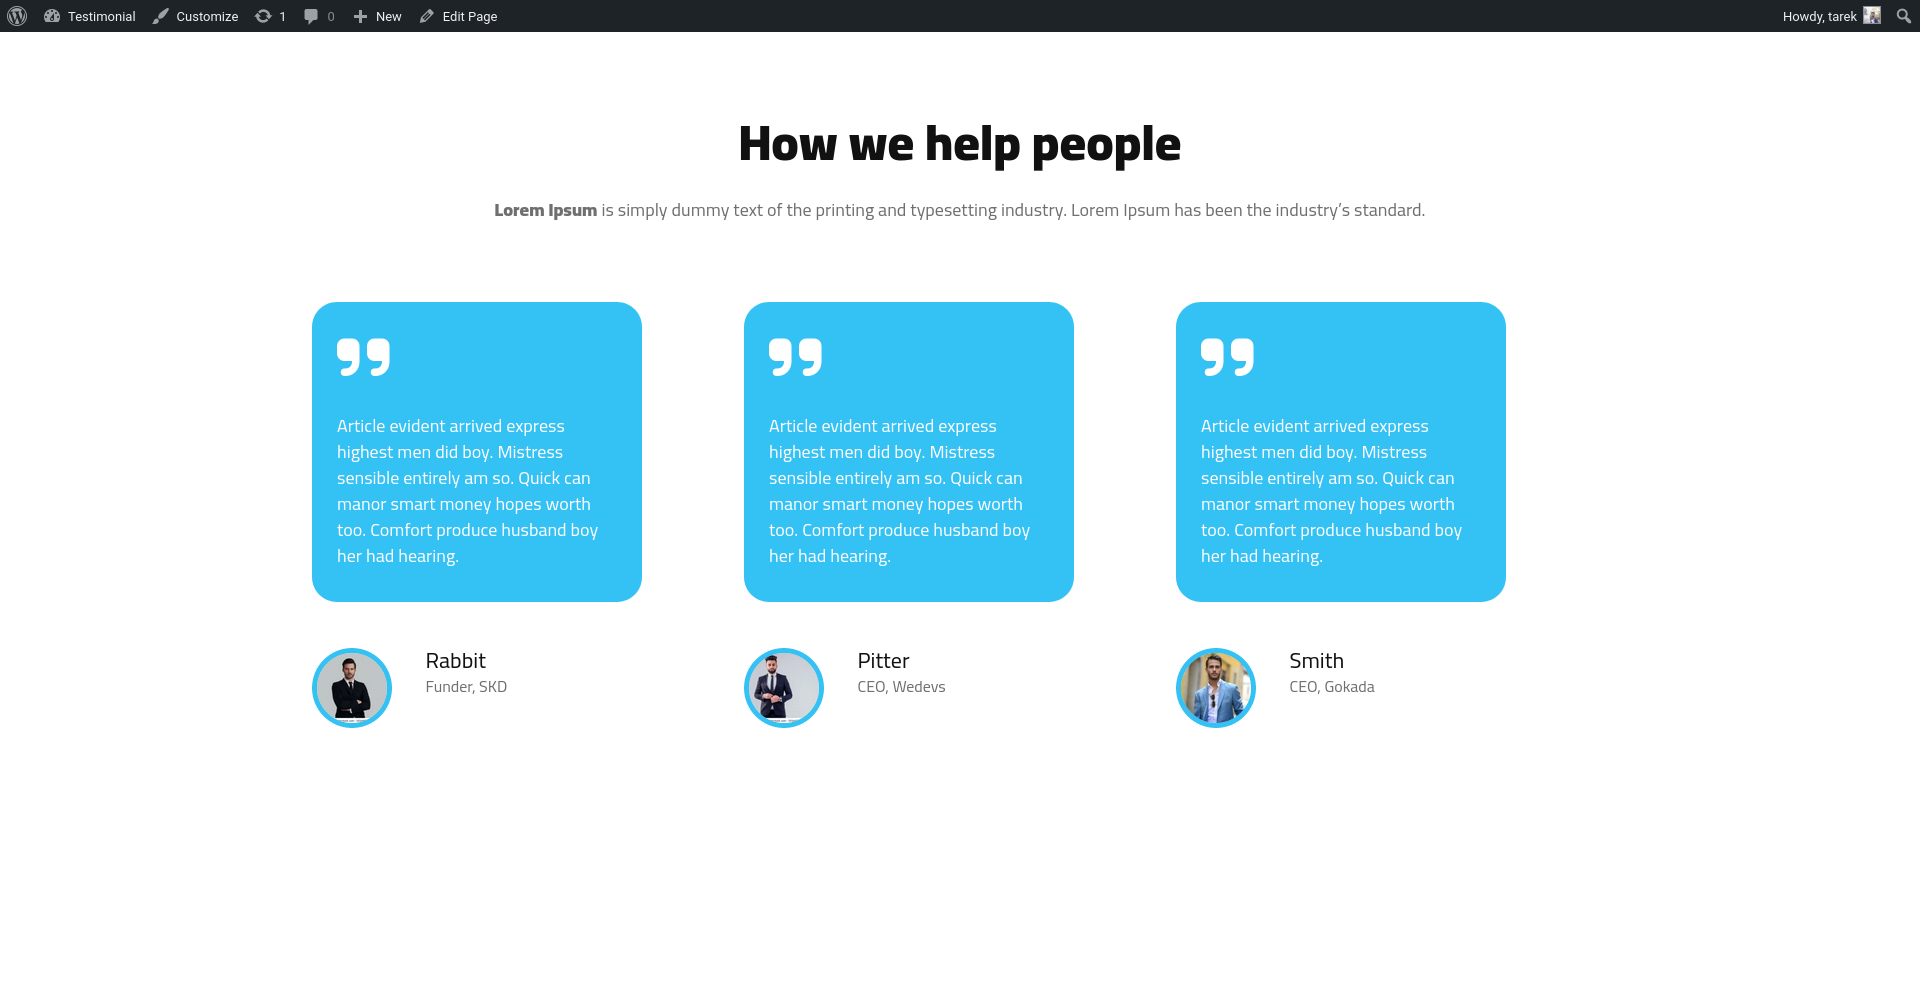 Testimonial Customize 1 0 New Edit Page Howdy, tarek
How we help people
Lorem Ipsum is simply dummy text of the printing and typesetting industry. Lorem Ipsum has been the industry’s standard.
Article evident arrived express
highest men did boy. Mistress
sensible entirely am so. Quick can
manor smart money hopes worth
too. Comfort produce husband boy
her had hearing.
Rabbit
Funder, SKD
Article evident arrived express
highest men did boy. Mistress
sensible entirely am so. Quick can
manor smart money hopes worth
too. Comfort produce husband boy
her had hearing.
Pitter
CEO, Wedevs
Article evident arrived express
highest men did boy. Mistress
sensible entirely am so. Quick can
manor smart money hopes worth
too. Comfort produce husband boy
her had hearing.
Smith
CEO, Gokada